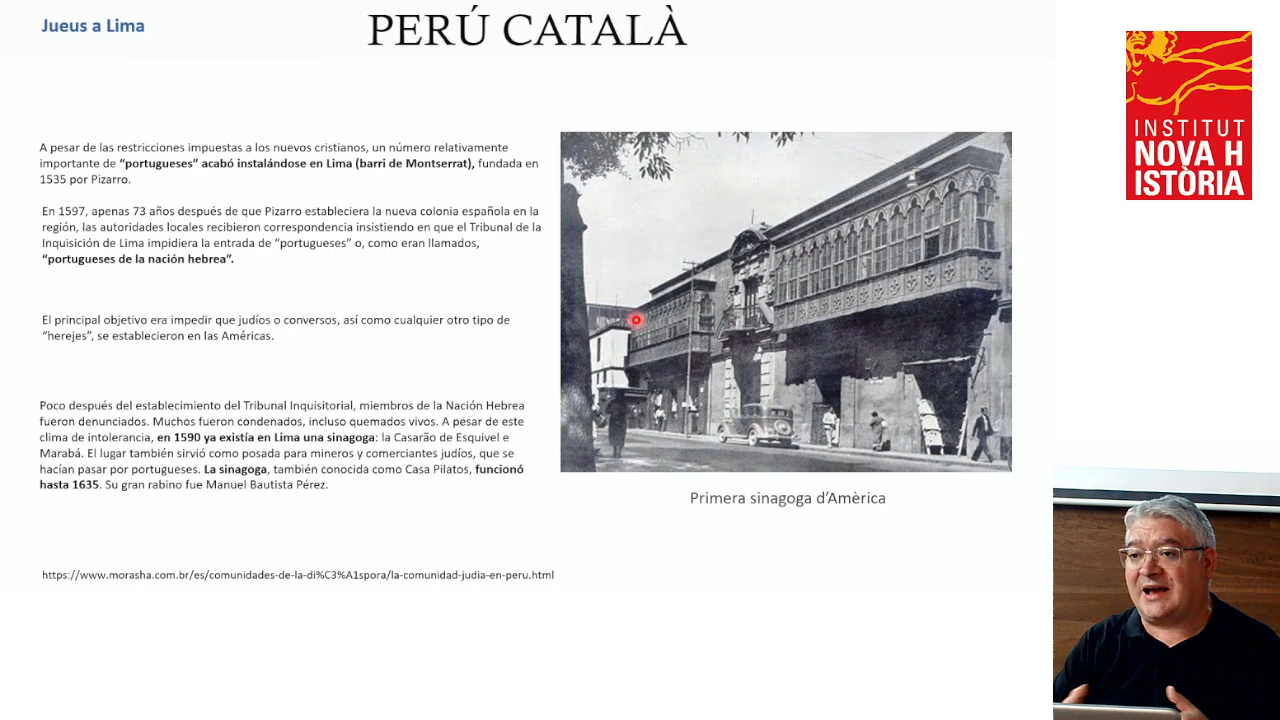 Jueus a Lima
PERÚ CATALÀ
INSTITUT
NOVA H
ISTÒRIA
A pesar de las restricciones impuestas a los nuevos cristianos, un número relativamente
importante de “portugueses” acabó instalándose en Lima (barri de Montserrat), fundada en
1535 por Pizarro.
En 1597, apenas 73 años después de que Pizarro estableciera la nueva colonia española en la
región, las autoridades locales recibieron correspondencia insistiendo en que el Tribunal de la
Inquisición de Lima impidiera la entrada de “portugueses” o, como eran llamados,
“portugueses de la nación hebrea”.
El principal objetivo era impedir que judíos o conversos, así como cualquier otro tipo de
“herejes”, se establecieron en las Américas.
Poco después del establecimiento del Tribunal Inquisitorial, miembros de la Nación Hebrea
fueron denunciados. Muchos fueron condenados, incluso quemados vivos. A pesar de este
clima de intolerancia, en 1590 ya existía en Lima una sinagoga: la Casarão de Esquivel e
Marabá. El lugar también sirvió como posada para mineros y comerciantes judíos, que se
hacían pasar por portugueses. La sinagoga, también conocida como Casa Pilatos, funcionó
hasta 1635. Su gran rabino fue Manuel Bautista Pérez.
Primera sinagoga d’Amèrica
https://www.morasha.com.br/es/comunidades-de-la-di%C3%A1spora/la-comunidad-judia-en-peru.html